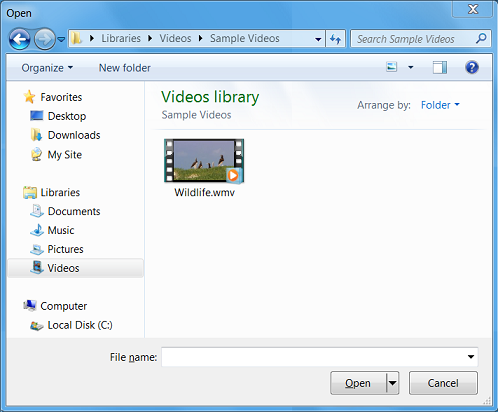 Open
Libraries Videos Sample Videos
Search Sample Videos
Organize New folder
Favorites
Desktop
Downloads
My Site
Libraries
Documents
Music
Pictures
Videos
Computer
Local Disk (C:)
Videos library
Sample Videos
Arrange by: Folder
Wildlife.wmv
File name:
Open Cancel